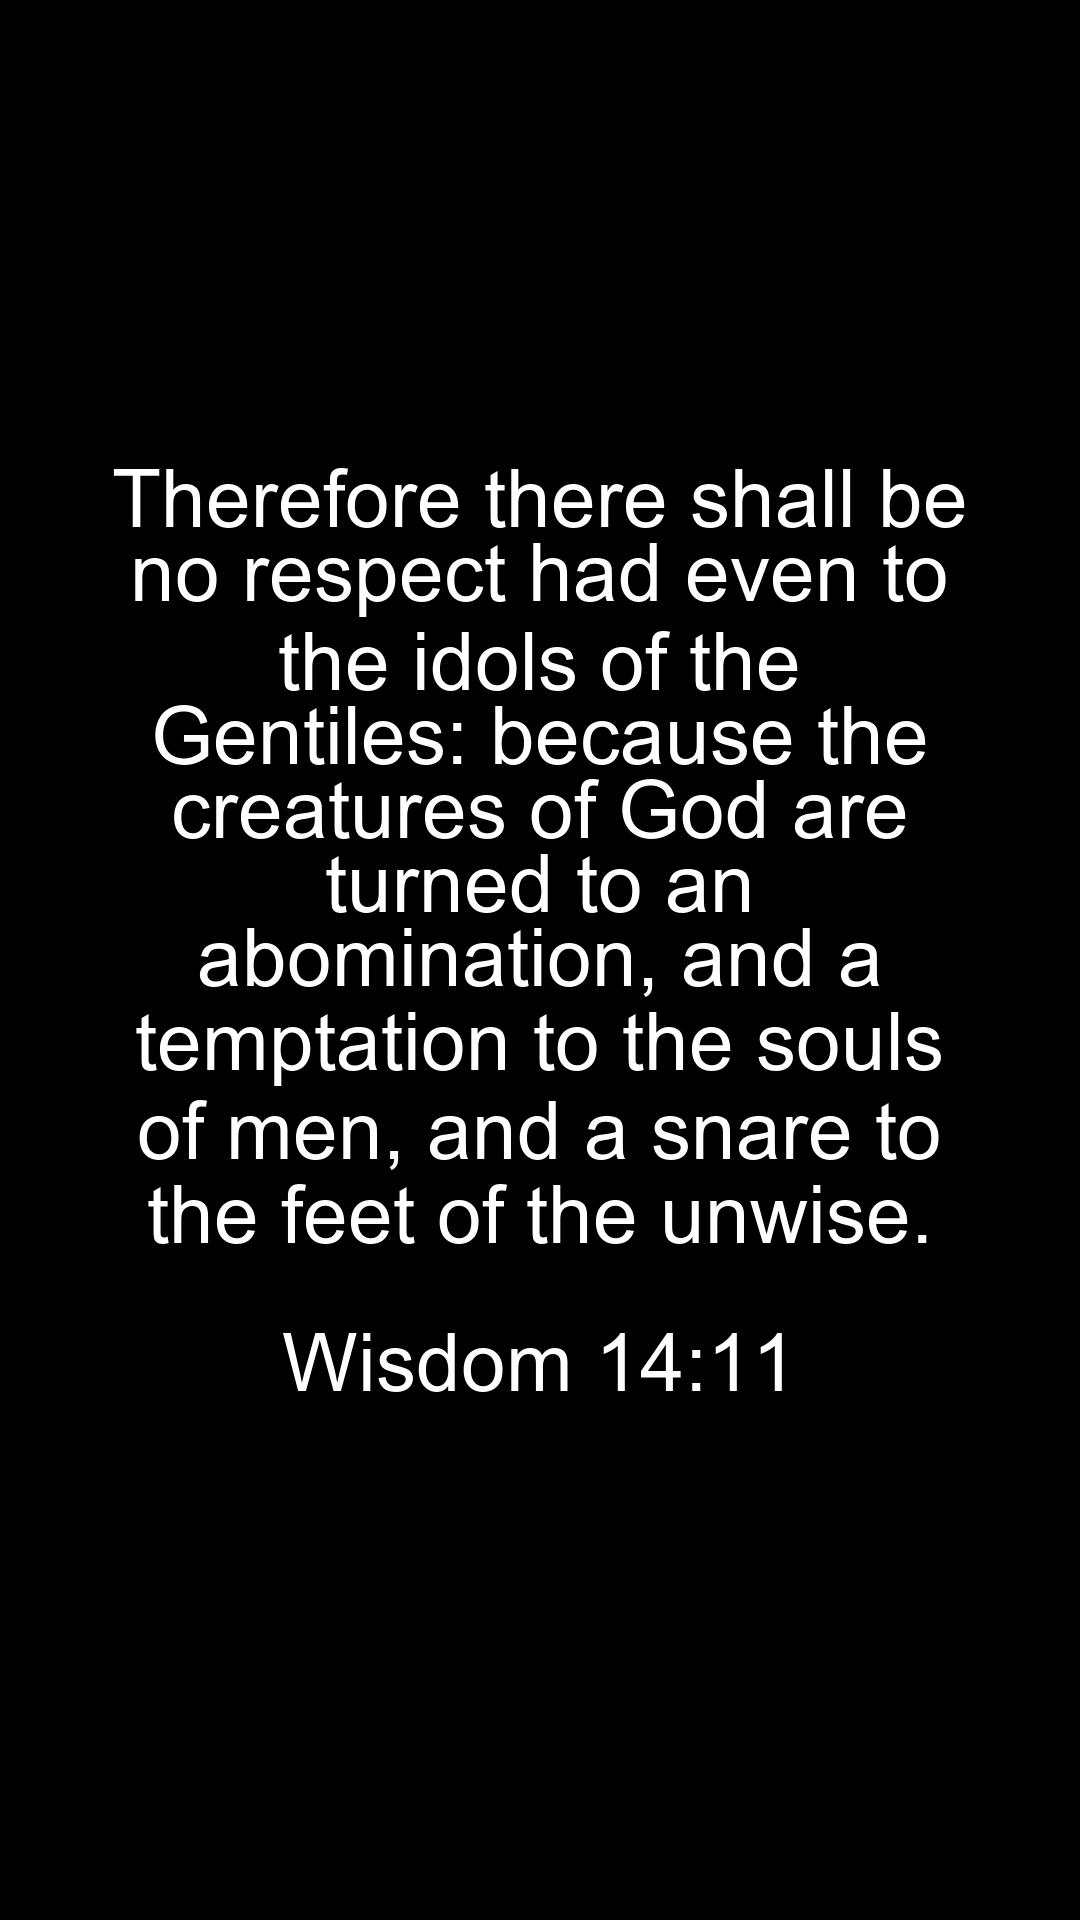 Therefore there shall be
no respect had even to
the idols of the
Gentiles: because the
creatures of God are
turned to an
abomination, and a
temptation to the souls
of men, and a snare to
the feet of the unwise.
Wisdom 14:11